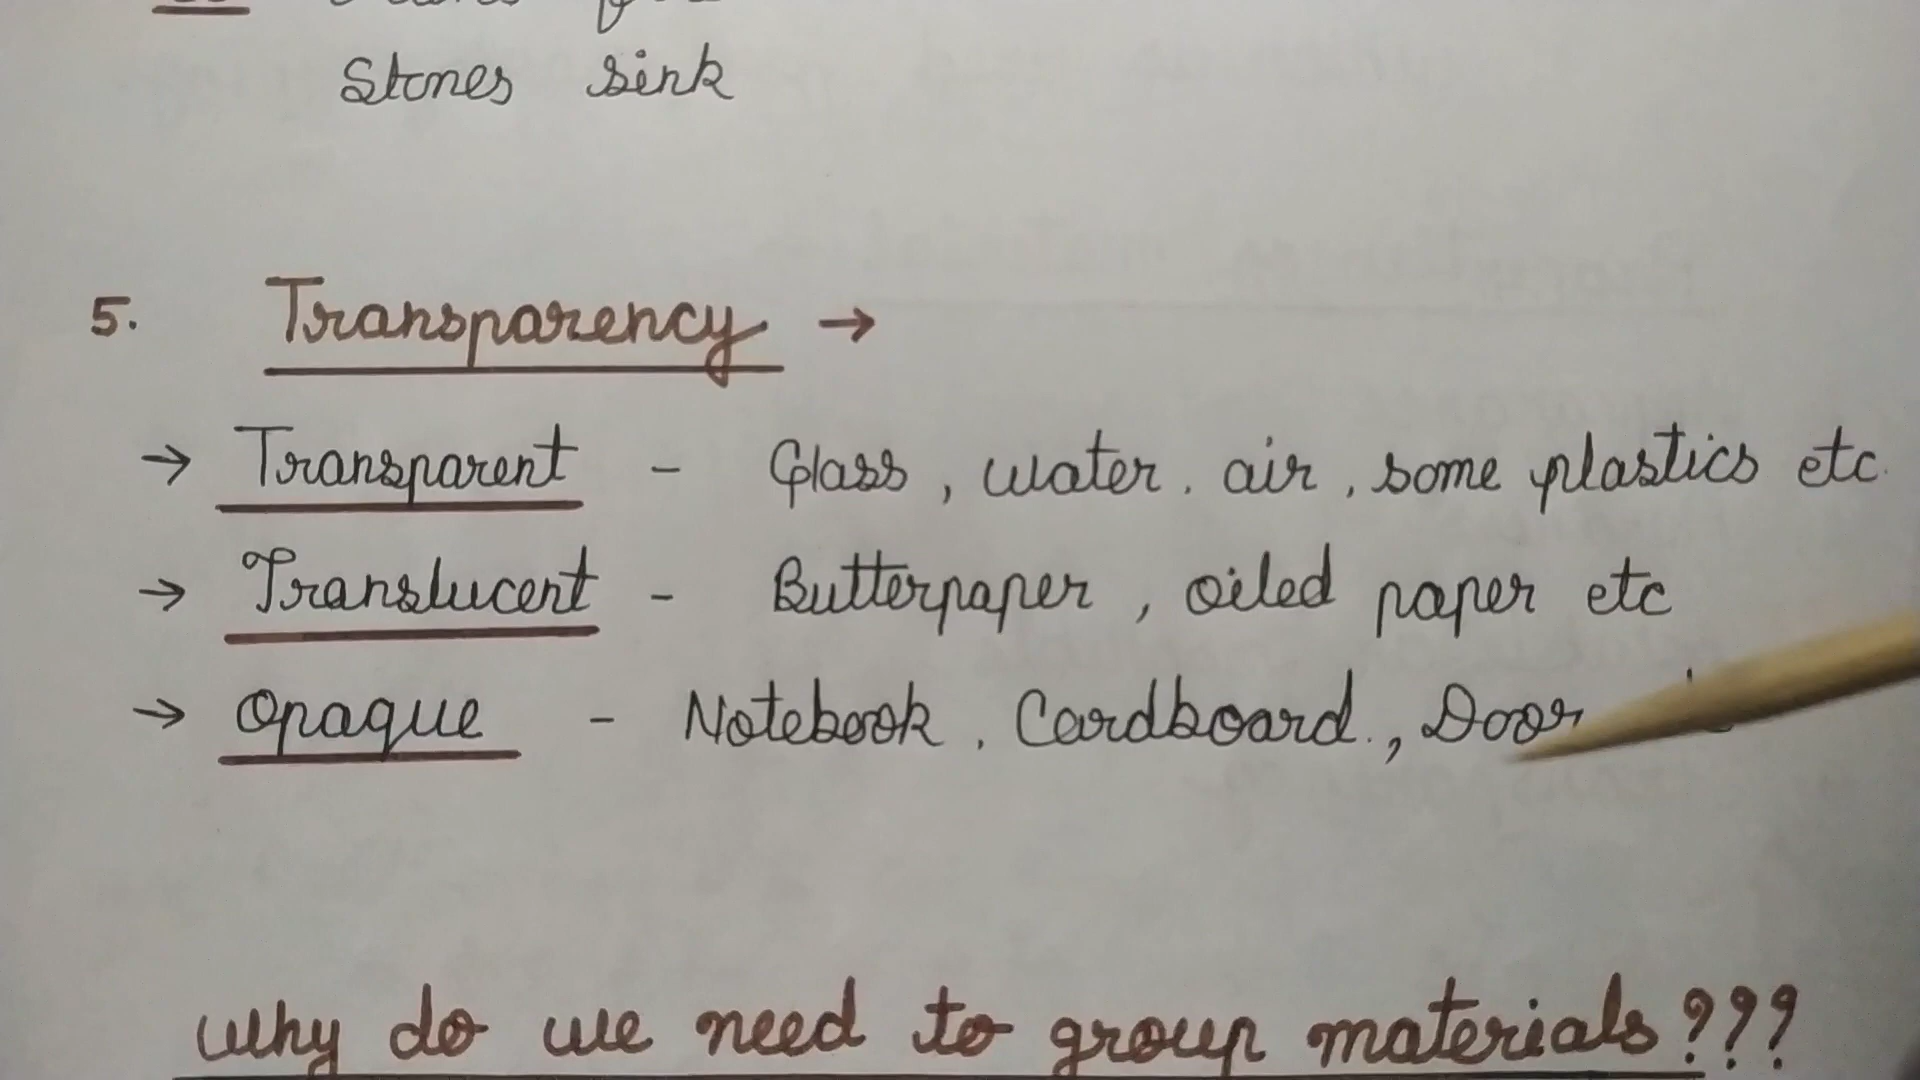 Stones sink
5. Transparency →
→ Transparent - Glass, water, air, some plastics etc.
→ Translucent - Butterpaper, oiled paper etc
→ Opaque - Notebook, Cardboard, Door
Why do we need to group materials???